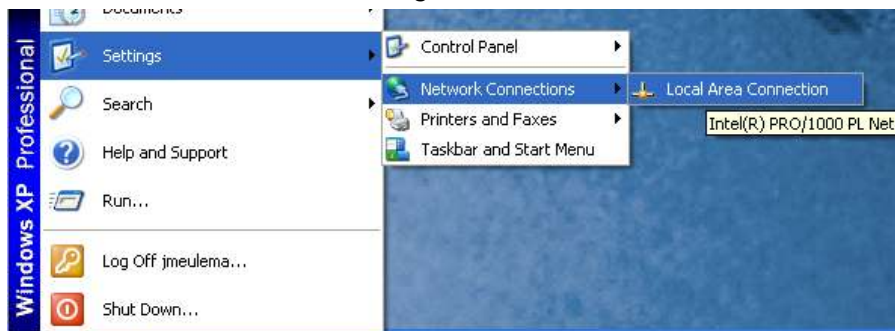 Documents
Settings
Search
Help and Support
Run...
Log Off jmeulema...
Shut Down...
Windows XP Professional
Control Panel
Network Connections
Printers and Faxes
Taskbar and Start Menu
Local Area Connection
Intel(R) PRO/1000 PL Net